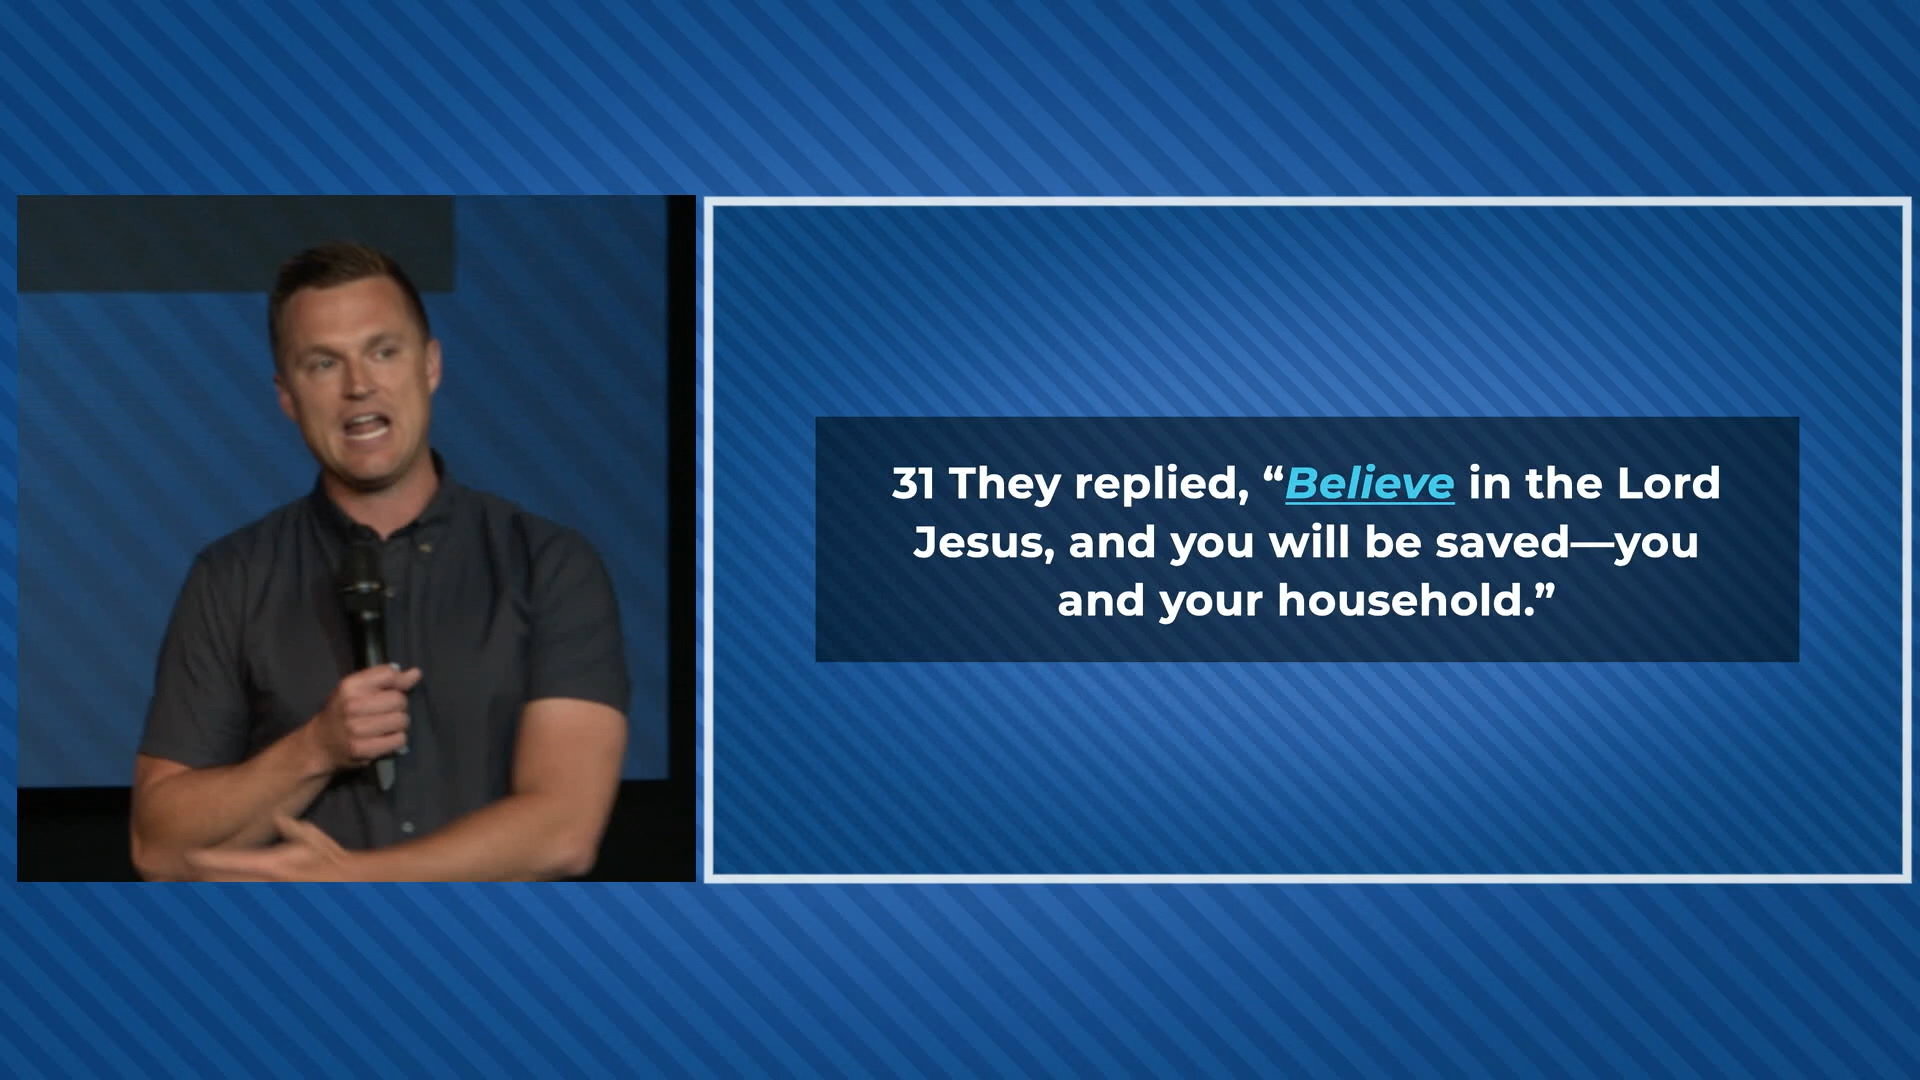 31 They replied, “Believe in the Lord
Jesus, and you will be saved—you
and your household.”